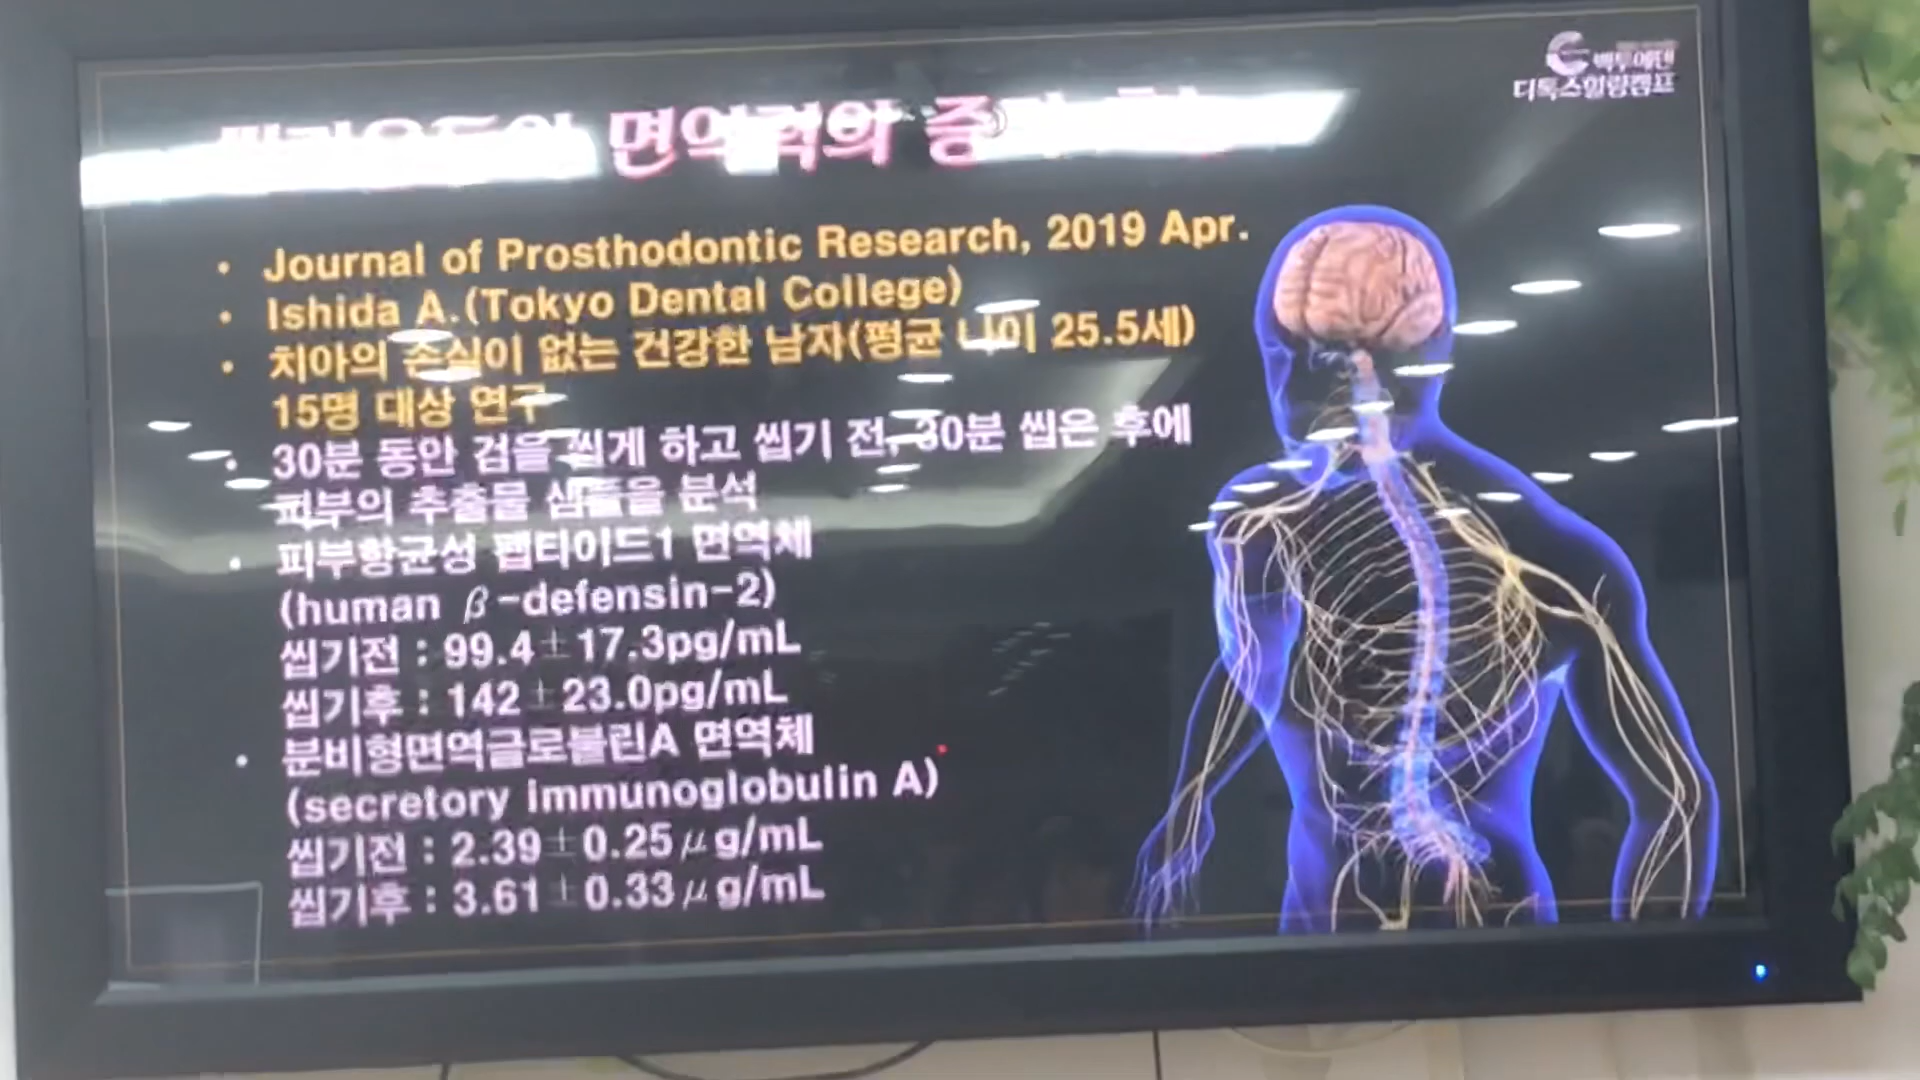 백투에덴
디톡스힐링캠프
면역력의
• Journal of Prosthodontic Research, 2019 Apr.
• Ishida A.(Tokyo Dental College)
• 치아의 손실이 없는 건강한 남자(평균 나이 25.5세)
15명 대상 연구
• 30분 동안 검을 씹게 하고 씹기 전, 30분 씹은 후에
피부의 추출물 샘플을 분석
• 피부항균성 펩타이드1 면역체
(human β-defensin-2)
씹기전 : 99.4±17.3pg/mL
씹기후 : 142±23.0pg/mL
• 분비형면역글로불린A 면역체
(secretory immunoglobulin A)
씹기전 : 2.39±0.25μg/mL
씹기후 : 3.61±0.33μg/mL